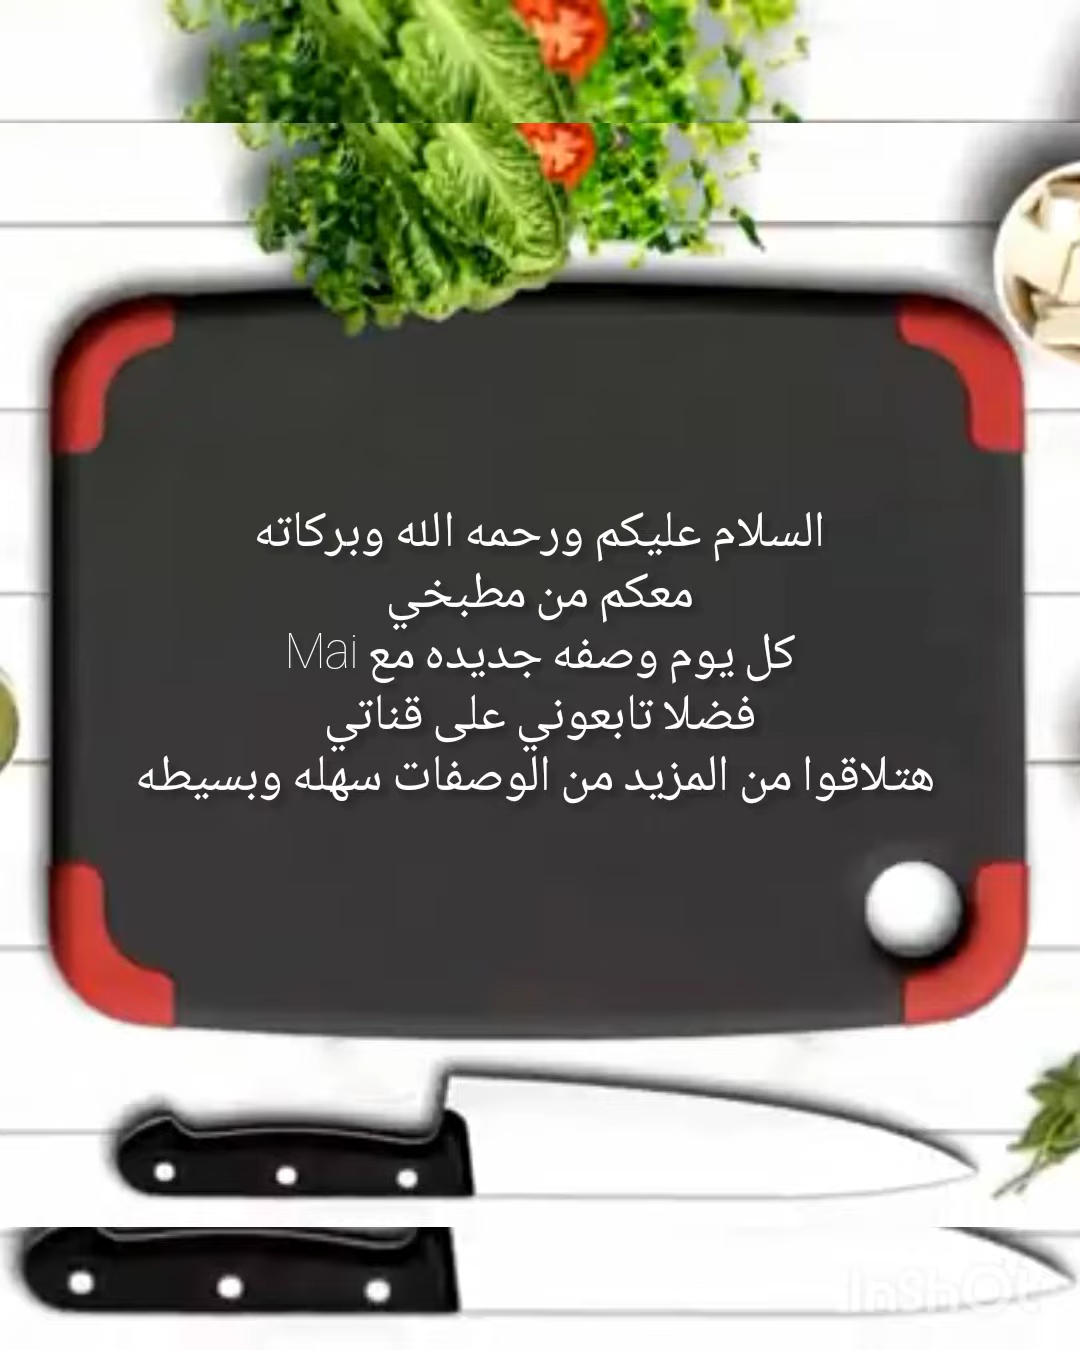 السلام عليكم ورحمه الله وبركاته
معكم من مطبخي
كل يوم وصفه جديده مع Mai
فضلا تابعوني على قناتي
هتلاقوا من المزيد من الوصفات سهله وبسيطه
InShOt